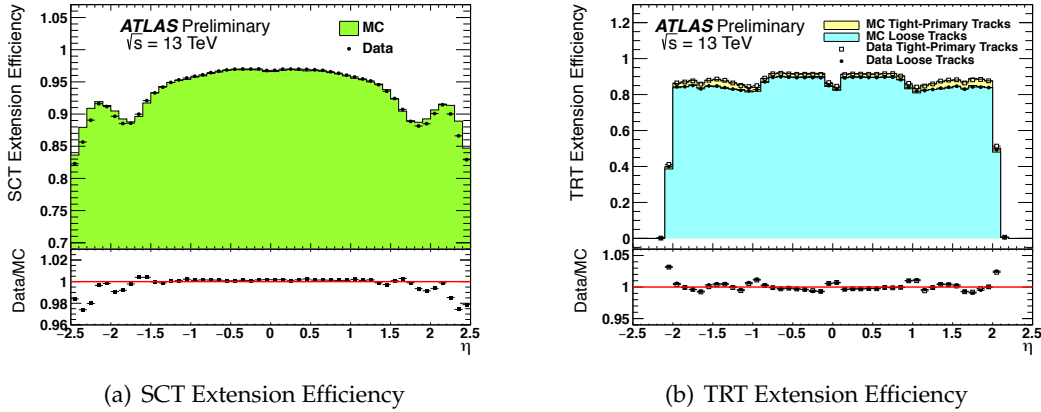 ATLAS Preliminary
√s = 13 TeV
MC
Data
SCT Extension Efficiency
1.05
1
0.95
0.9
0.85
0.8
0.75
0.7
Data/MC
1.02
1
0.98
0.96
−2.5 −2 −1.5 −1 −0.5 0 0.5 1 1.5 2 2.5
η
(a) SCT Extension Efficiency
ATLAS Preliminary
√s = 13 TeV
MC Tight-Primary Tracks
MC Loose Tracks
Data Tight-Primary Tracks
Data Loose Tracks
TRT Extension Efficiency
1.2
1
0.8
0.6
0.4
0.2
0
Data/MC
1.05
1
0.95
−2.5 −2 −1.5 −1 −0.5 0 0.5 1 1.5 2 2.5
η
(b) TRT Extension Efficiency